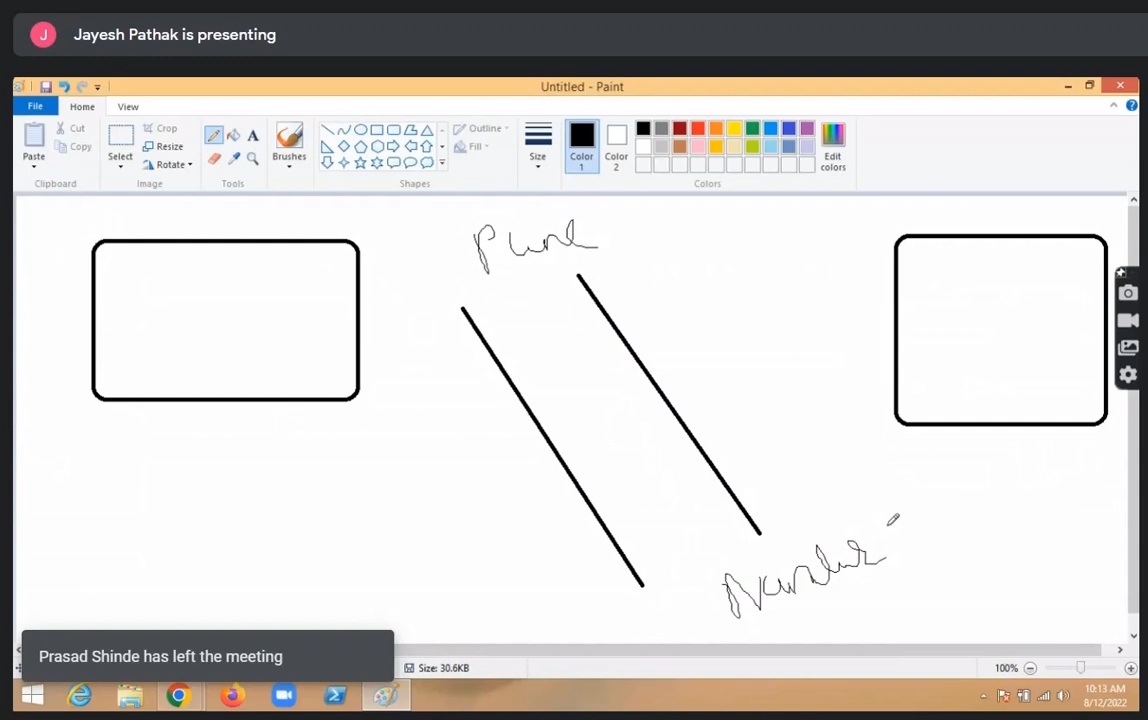 J
Jayesh Pathak is presenting
Untitled - Paint
File
Home
View
Paste
Cut
Copy
Clipboard
Select
Crop
Resize
Rotate
Image
A
Tools
Brushes
Outline
Fill
Shapes
Size
Color 1
Color 2
Edit colors
Colors
Pune
Prasad Shinde has left the meeting
Size: 30.6KB
100%
10:13 AM
8/12/2022